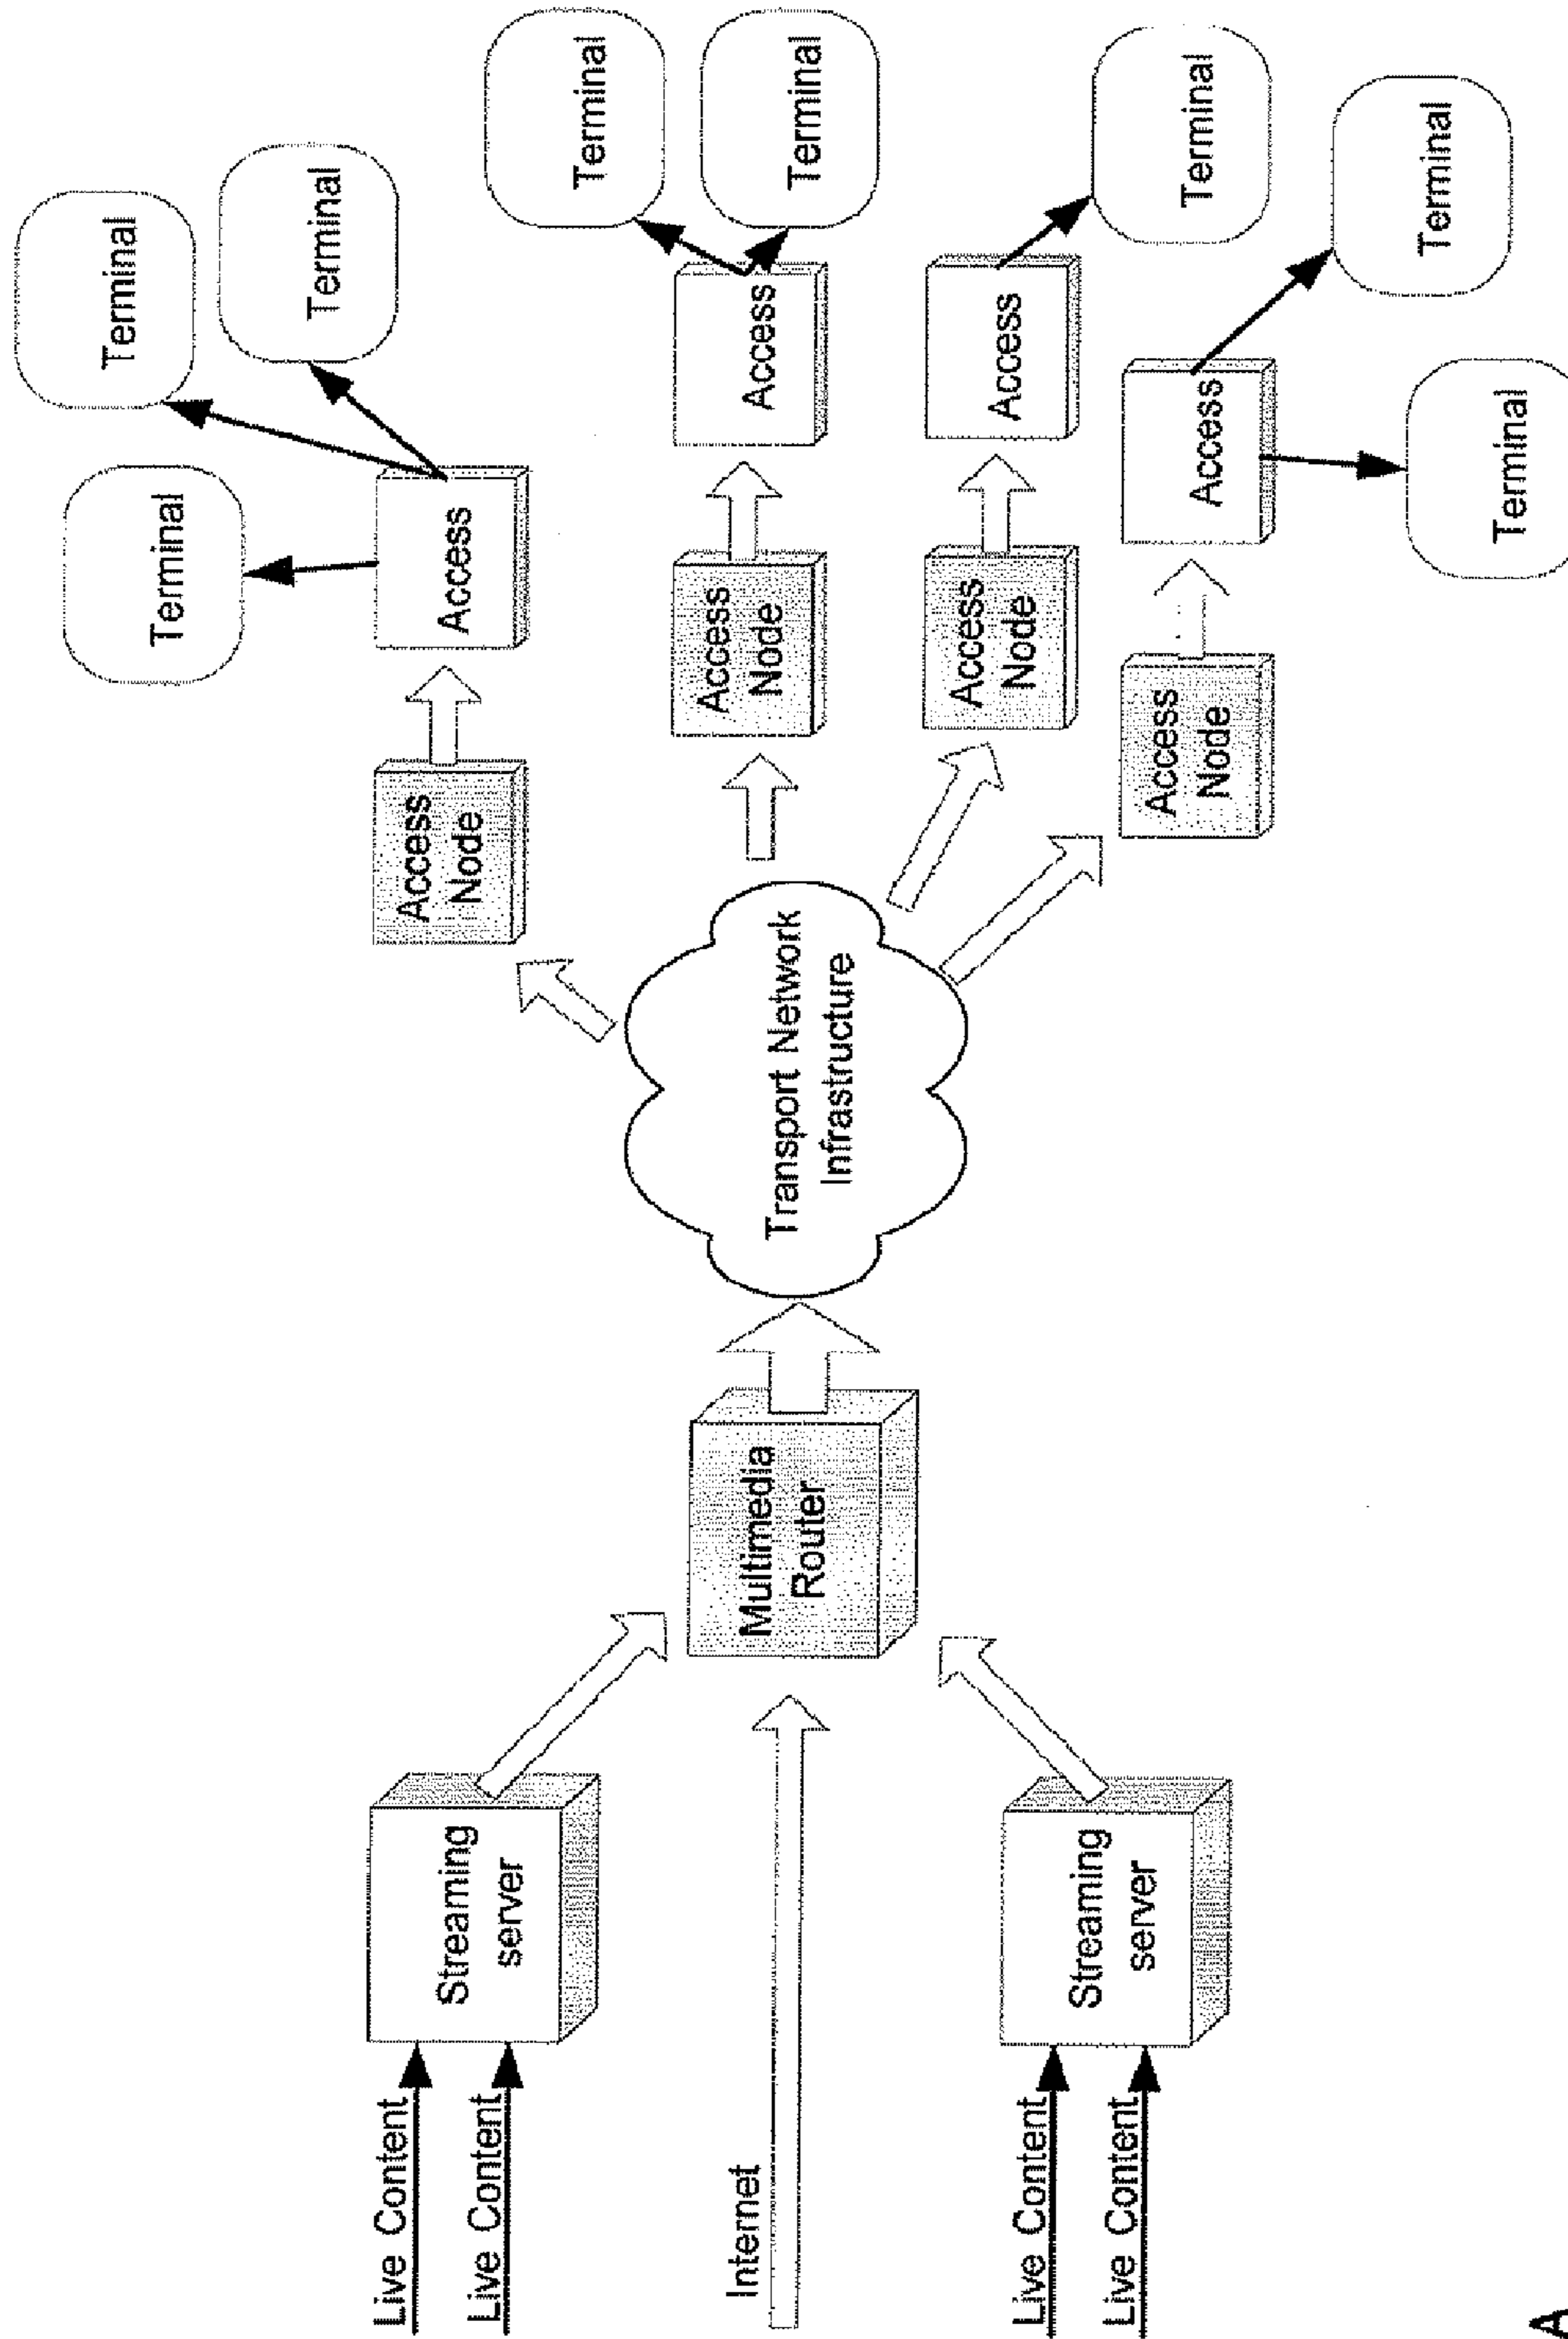 Live Content
Live Content
Streaming
server
Internet
Live Content
Live Content
Streaming
server
Multimedia
Router
Transport Network
Infrastructure
Access
Node
Access
Terminal
Terminal
Terminal
Access
Node
Access
Terminal
Terminal
Access
Node
Access
Terminal
Access
Node
Access
Terminal
Terminal
A